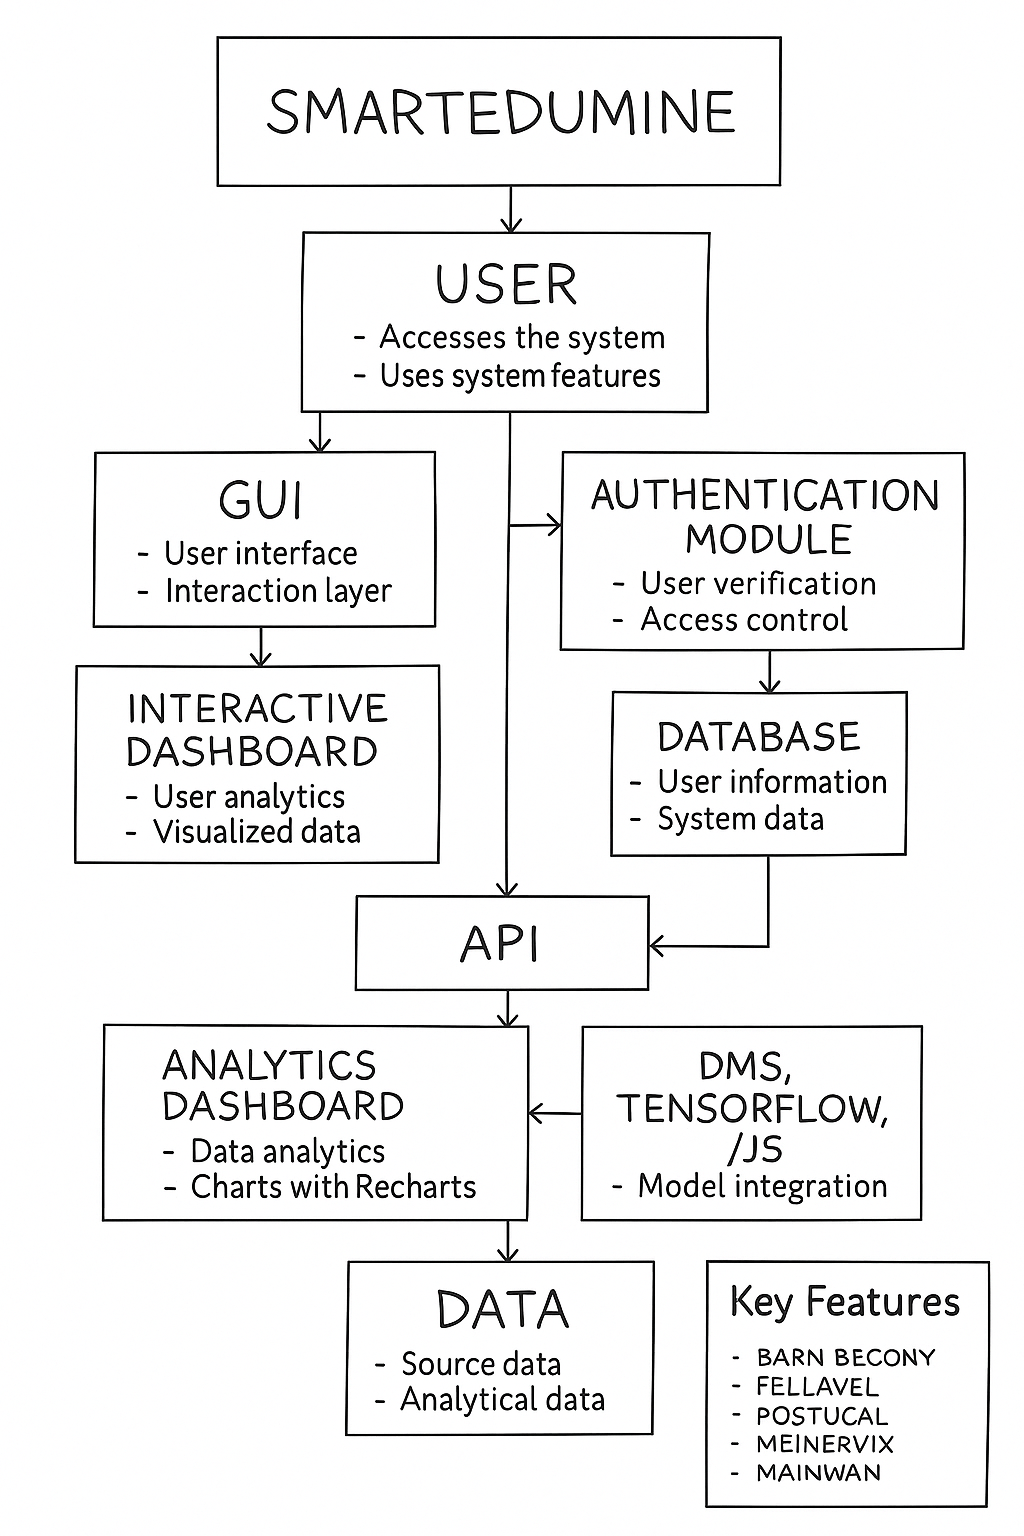 SMARTEDUMINE
USER
- Accesses the system
- Uses system features
GUI
- User interface
- Interaction layer
AUTHENTICATION
MODULE
- User verification
- Access control
INTERACTIVE
DASHBOARD
- User analytics
- Visualized data
DATABASE
- User information
- System data
API
ANALYTICS
DASHBOARD
- Data analytics
- Charts with Recharts
DMS,
TENSORFLOW,
/JS
- Model integration
DATA
- Source data
- Analytical data
Key Features
- BARN BECONY
- FELLAVEL
- POSTUCAL
- MEINERVIX
- MAINWAN